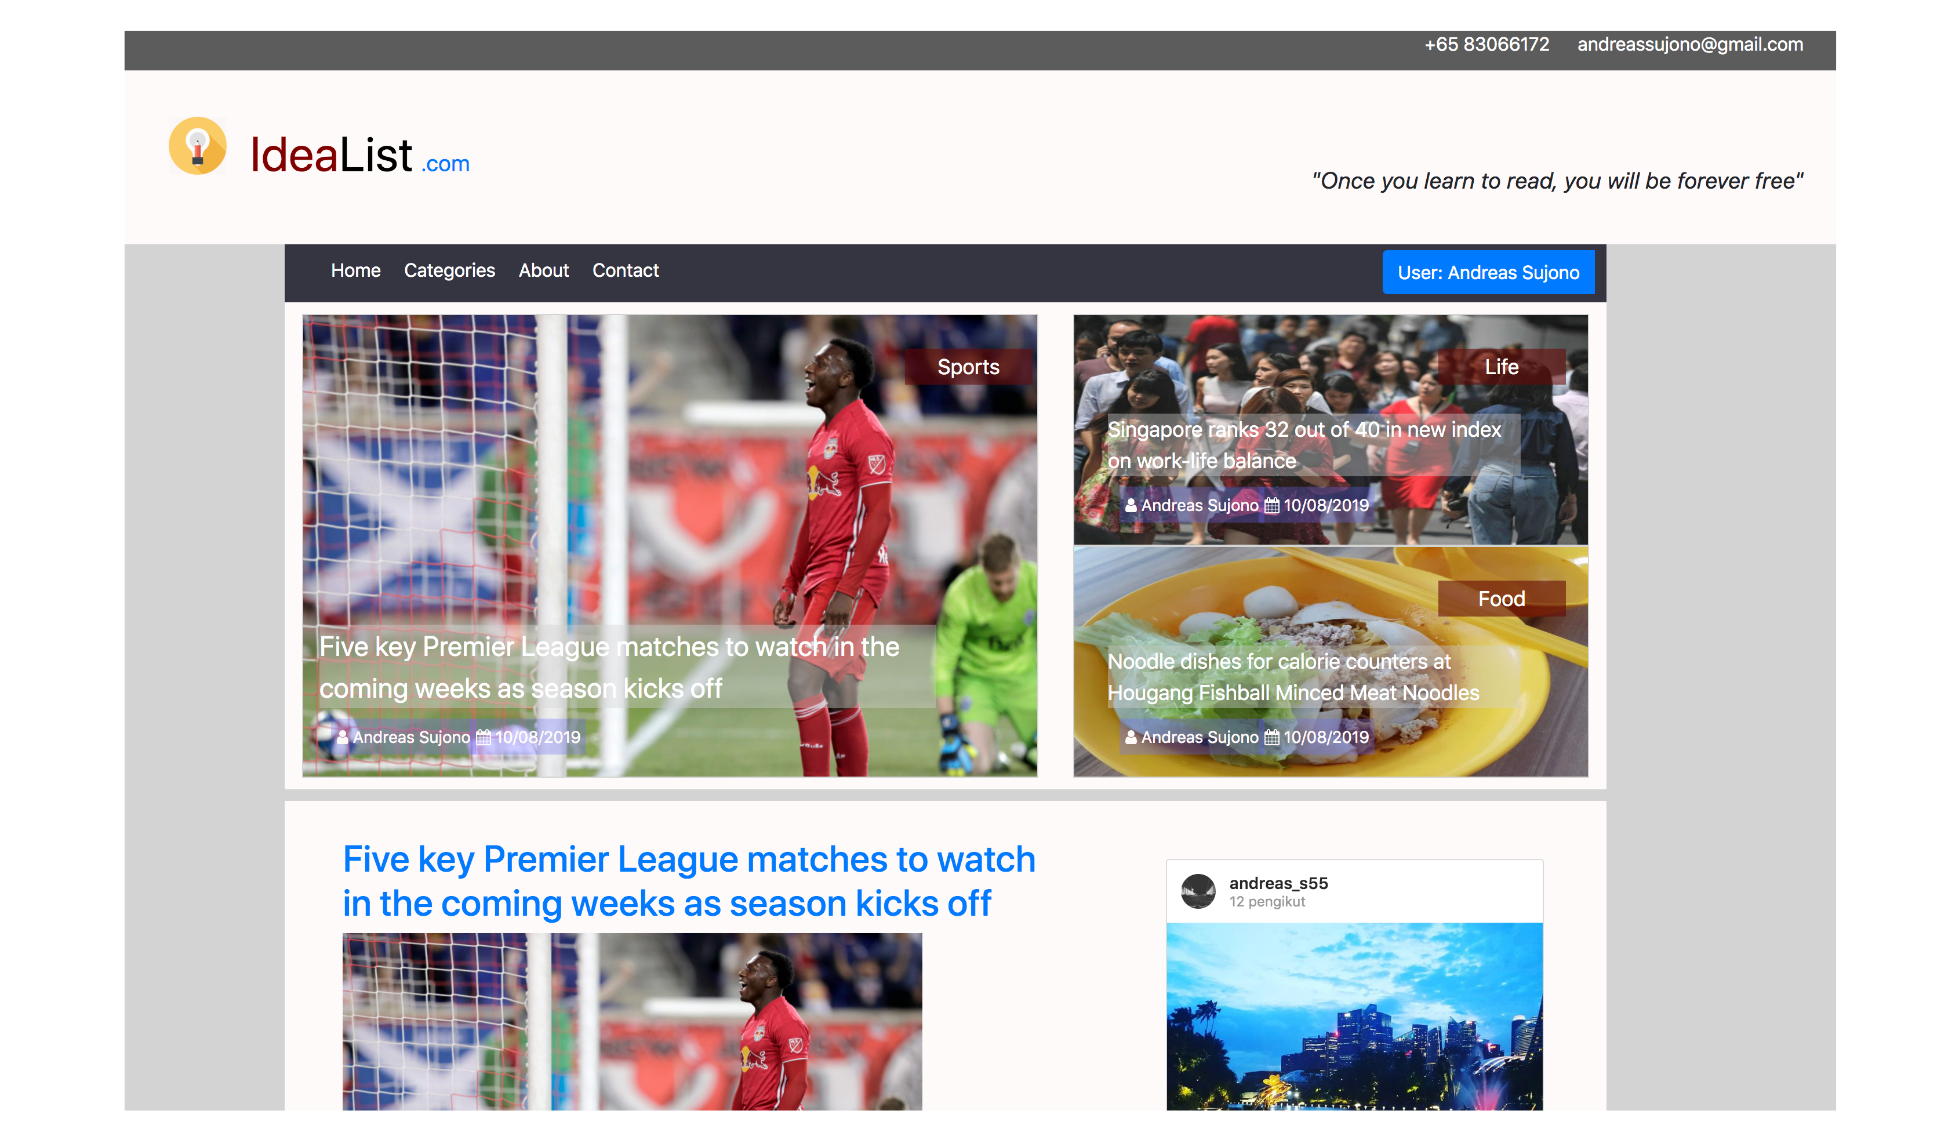 +65 83066172 andreassujono@gmail.com
IdeaList .com
"Once you learn to read, you will be forever free"
Home Categories About Contact User: Andreas Sujono
Sports
Five key Premier League matches to watch in the
coming weeks as season kicks off
Andreas Sujono 10/08/2019
Life
Singapore ranks 32 out of 40 in new index
on work-life balance
Andreas Sujono 10/08/2019
Food
Noodle dishes for calorie counters at
Hougang Fishball Minced Meat Noodles
Andreas Sujono 10/08/2019
Five key Premier League matches to watch
in the coming weeks as season kicks off
andreas_s55
12 pengikut